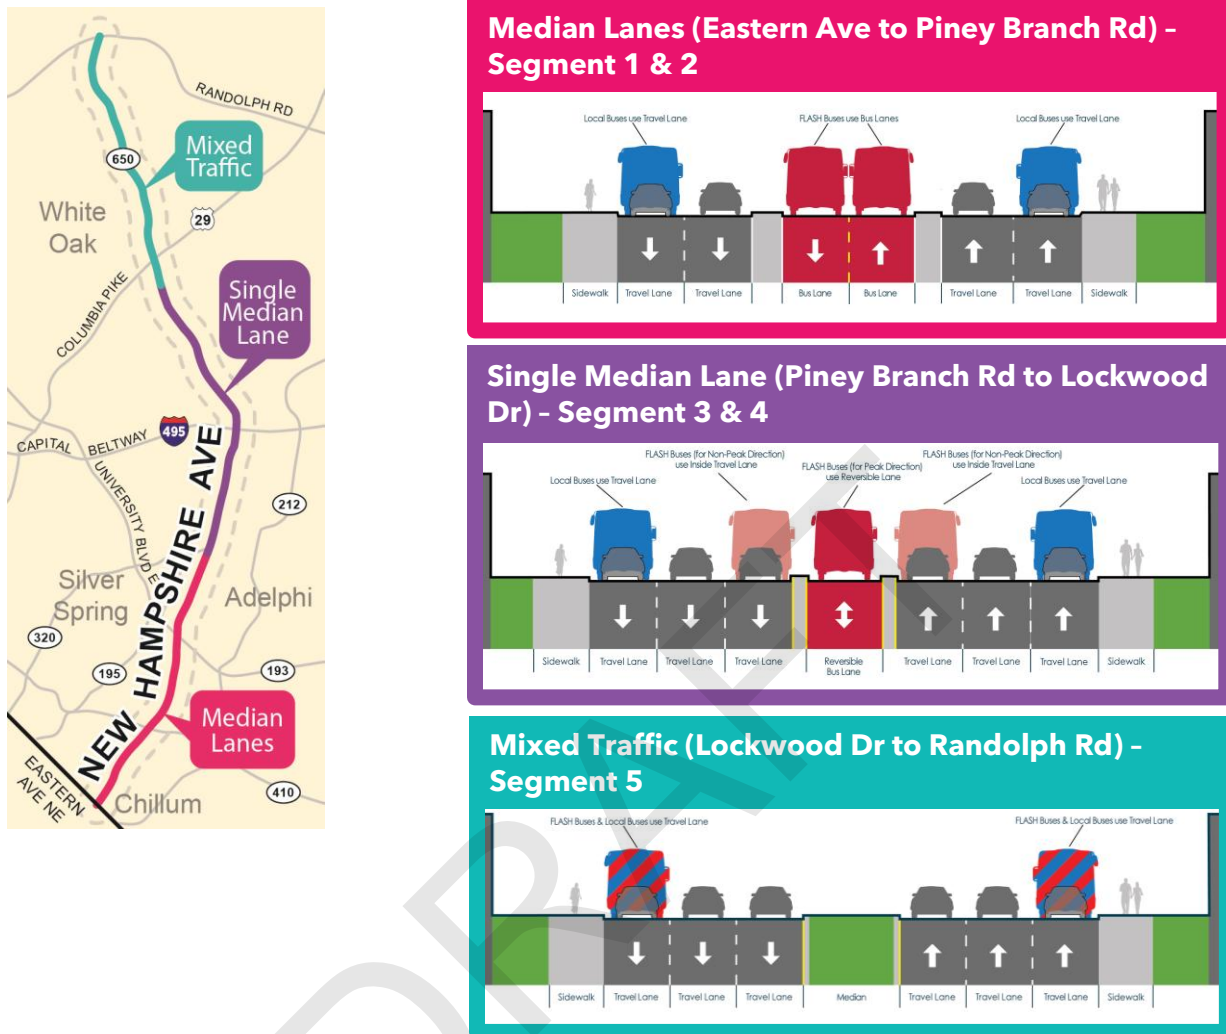 RANDOLPH RD
Mixed
Traffic
650
White
Oak
29
COLUMBIA PIKE
Single
Median
Lane
495
CAPITAL BELTWAY
UNIVERSITY BLVD E
212
NEW HAMPSHIRE AVE
Silver
Spring
Adelphi
320
195
193
Median
Lanes
EASTERN
AVE NE
Chillum
410
Median Lanes (Eastern Ave to Piney Branch Rd) –
Segment 1 & 2
Local Buses use Travel Lane
FLASH Buses use Bus Lanes
Local Buses use Travel Lane
Sidewalk
Travel Lane
Travel Lane
Bus Lane
Bus Lane
Travel Lane
Travel Lane
Sidewalk
Single Median Lane (Piney Branch Rd to Lockwood
Dr) – Segment 3 & 4
FLASH Buses (for Non-Peak Direction)
use Inside Travel Lane
FLASH Buses (for Peak Direction)
use Reversible Lane
FLASH Buses (for Non-Peak Direction)
use Inside Travel Lane
Local Buses use Travel Lane
Local Buses use Travel Lane
Sidewalk
Travel Lane
Travel Lane
Travel Lane
Reversible
Bus Lane
Travel Lane
Travel Lane
Travel Lane
Sidewalk
Mixed Traffic (Lockwood Dr to Randolph Rd) –
Segment 5
FLASH Buses & Local Buses use Travel Lane
FLASH Buses & Local Buses use Travel Lane
Sidewalk
Travel Lane
Travel Lane
Travel Lane
Median
Travel Lane
Travel Lane
Travel Lane
Sidewalk
DRAFT